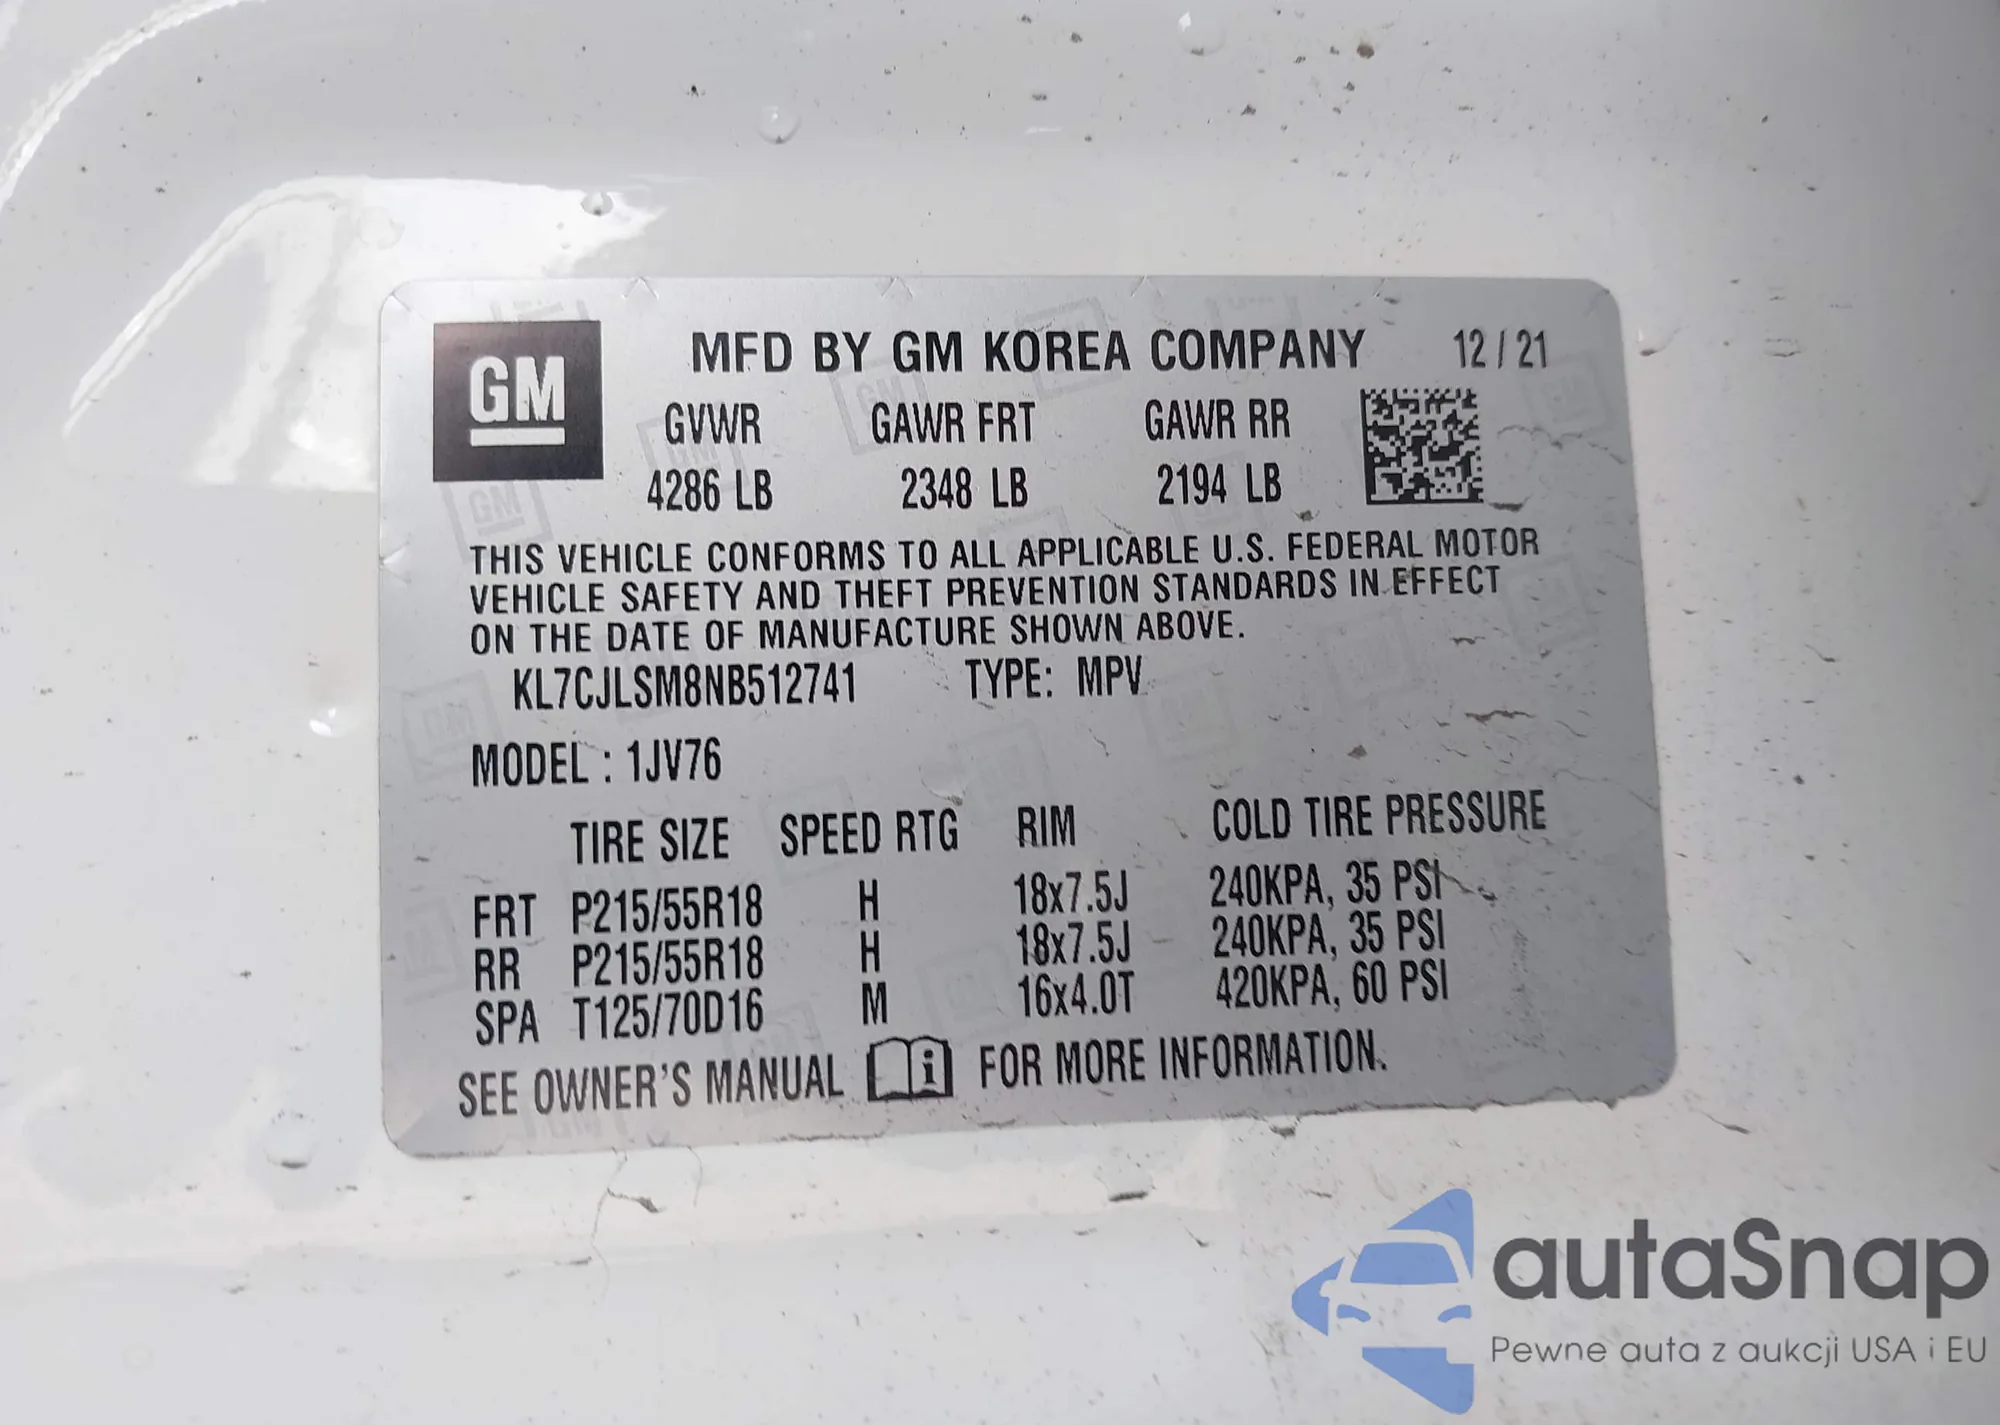 GM
MFD BY GM KOREA COMPANY 12 / 21
GVWR GAWR FRT GAWR RR
4286 LB 2348 LB 2194 LB
THIS VEHICLE CONFORMS TO ALL APPLICABLE U.S. FEDERAL MOTOR
VEHICLE SAFETY AND THEFT PREVENTION STANDARDS IN EFFECT
ON THE DATE OF MANUFACTURE SHOWN ABOVE.
KL7CJLSM8NB512741 TYPE: MPV
MODEL : 1JV76
TIRE SIZE SPEED RTG RIM COLD TIRE PRESSURE
FRT P215/55R18 H 18x7.5J 240KPA, 35 PSI
RR P215/55R18 H 18x7.5J 240KPA, 35 PSI
SPA T125/70D16 M 16x4.0T 420KPA, 60 PSI
SEE OWNER'S MANUAL i FOR MORE INFORMATION.
autaSnap
Pewne auta z aukcji USA i EU